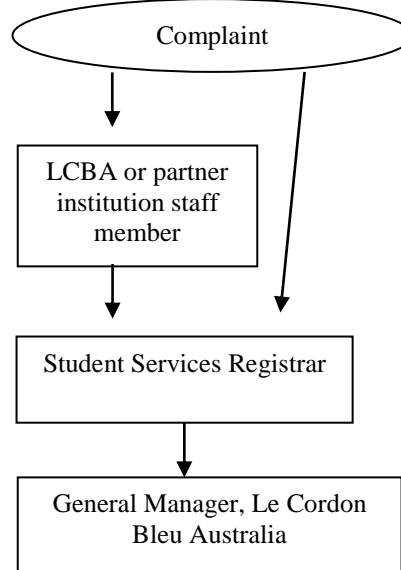 Complaint
LCBA or partner
institution staff
member
Student Services Registrar
General Manager, Le Cordon
Bleu Australia